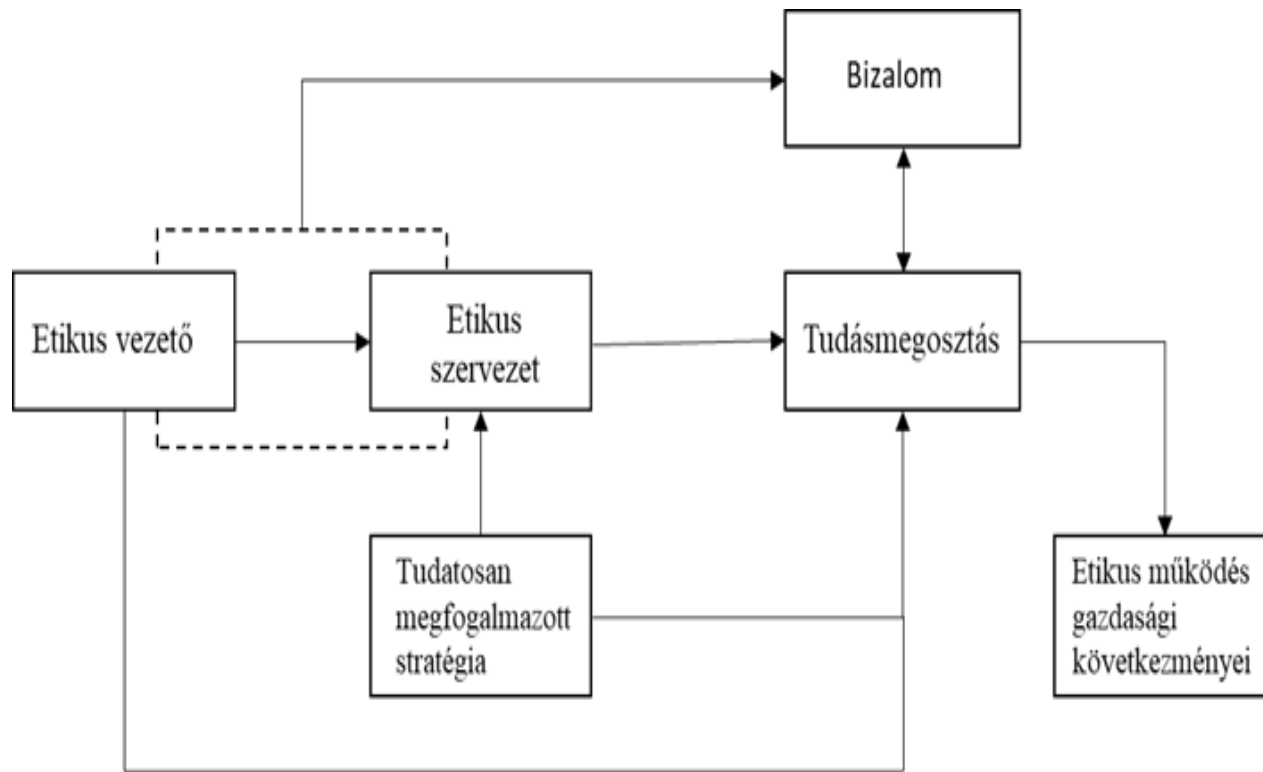 Bizalom
Etikus vezető
Etikus
szervezet
Tudásmegosztás
Tudatosan
megfogalmazott
stratégia
Etikus működés
gazdasági
következményei